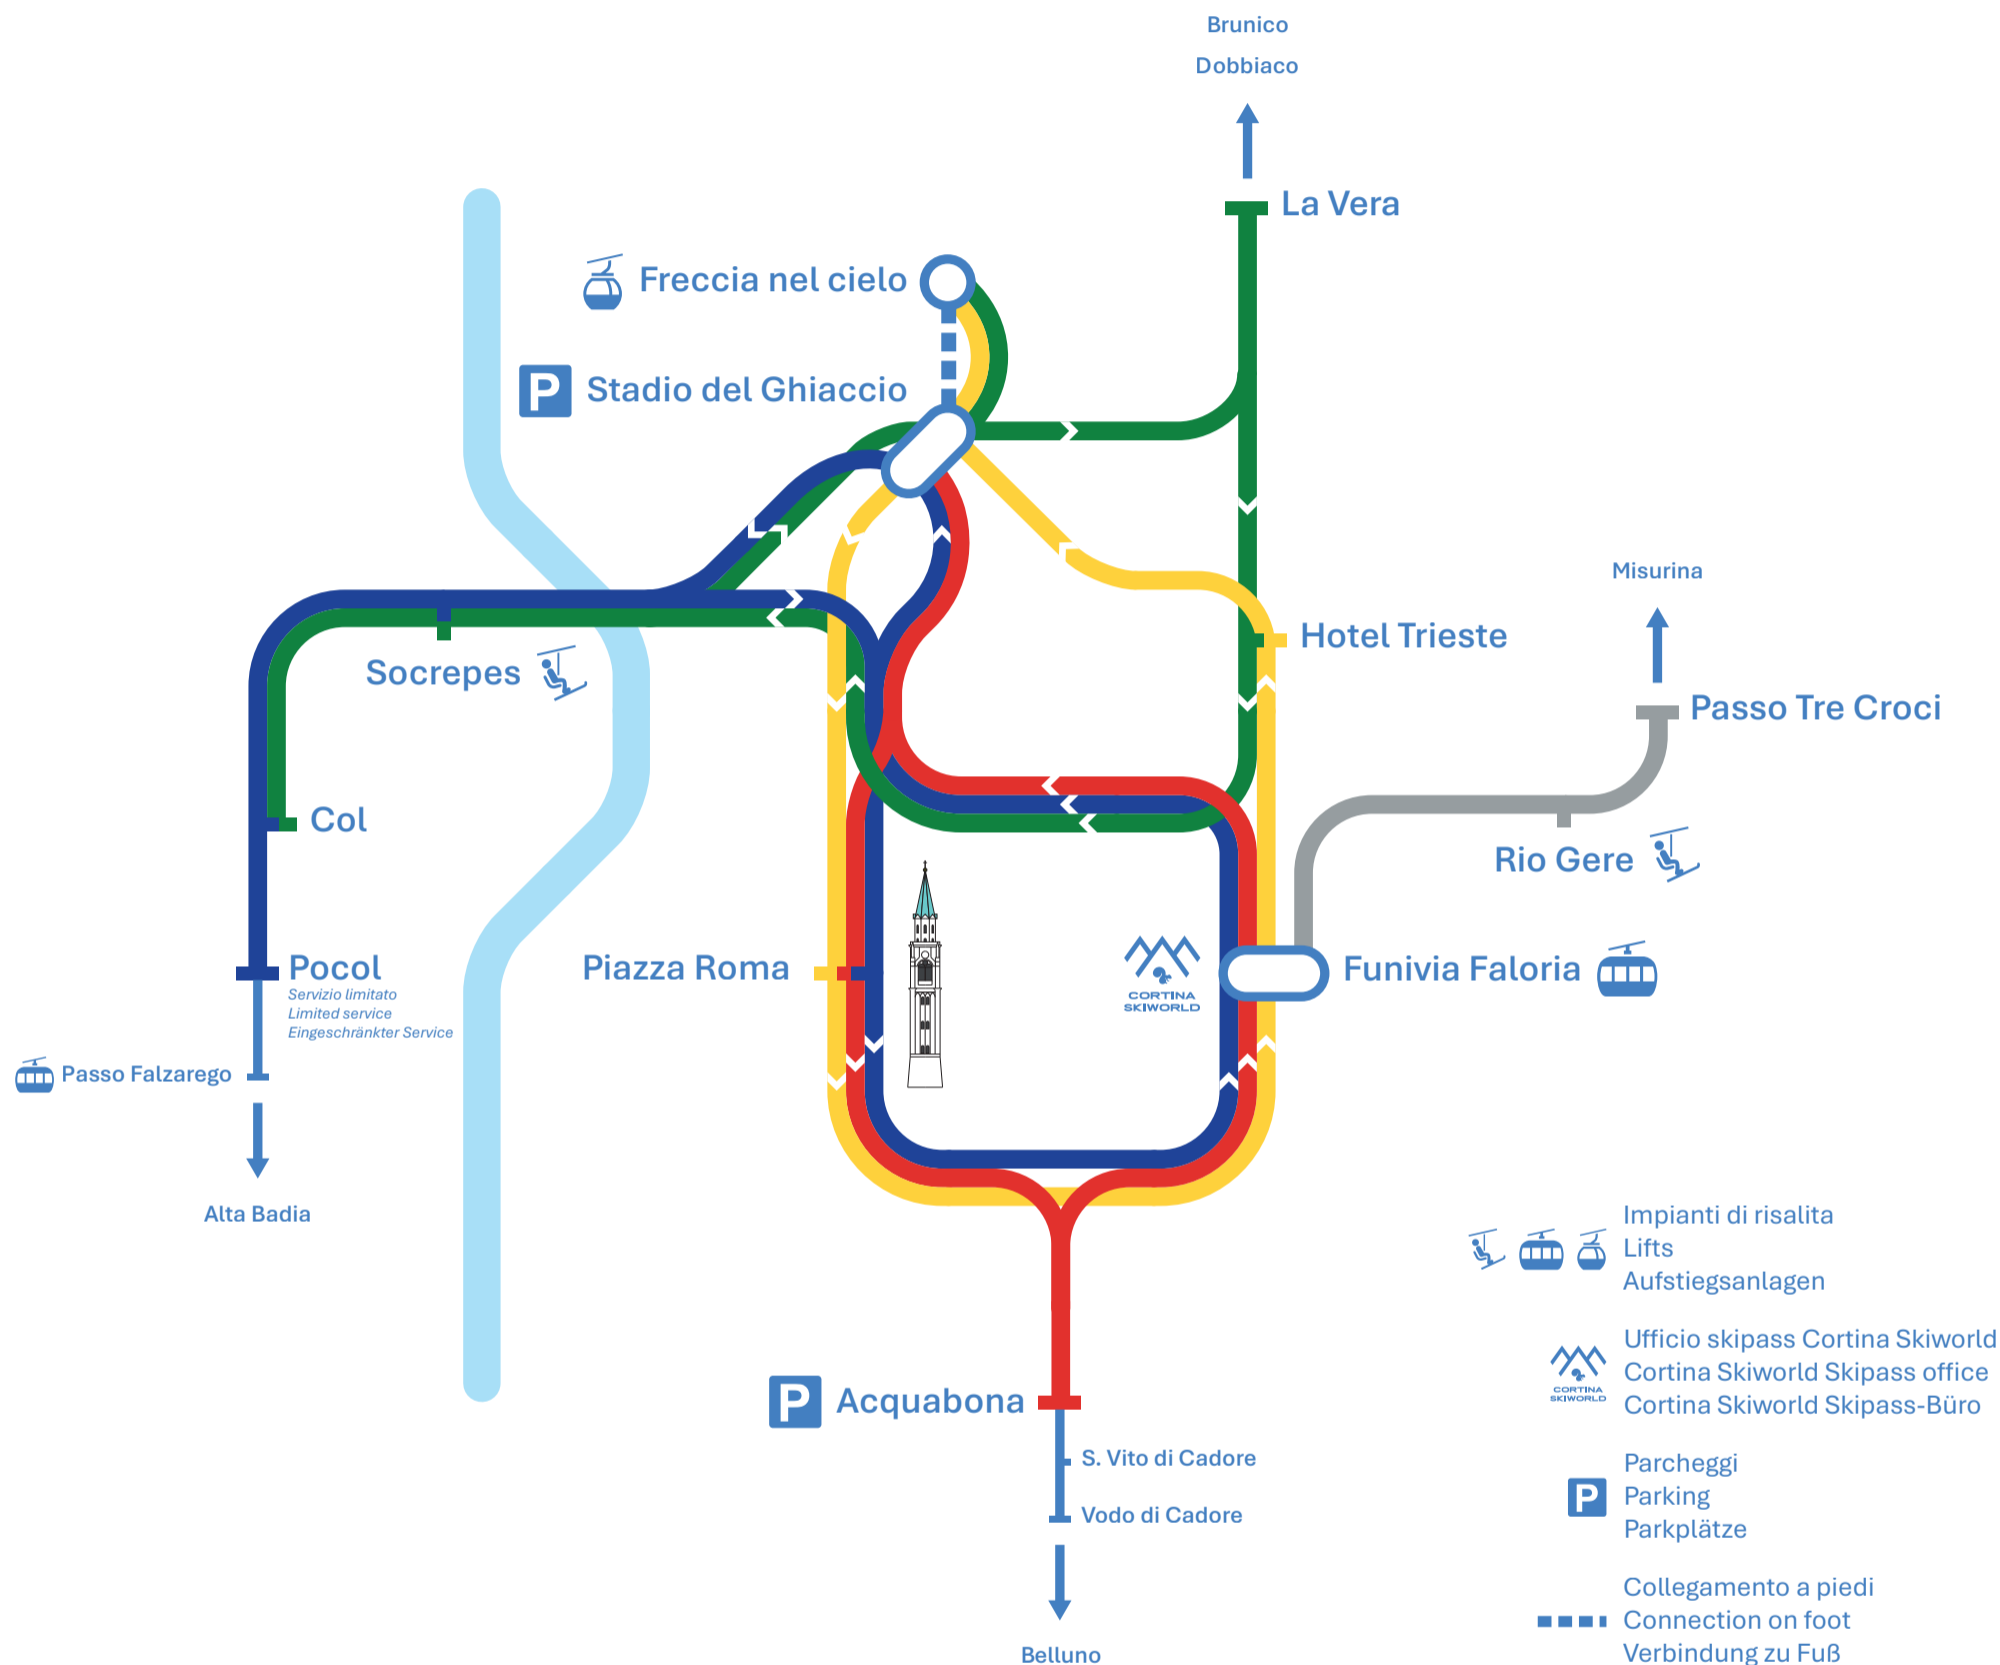 Brunico
Dobbiaco
La Vera
Freccia nel cielo
P
Stadio del Ghiaccio
Misurina
Hotel Trieste
Socrepes
Passo Tre Croci
Col
Rio Gere
Pocol
Servizio limitato
Limited service
Eingeschränkter Service
Piazza Roma
CORTINA
SKIWORLD
Funivia Faloria
Passo Falzarego
Alta Badia
Impianti di risalita
Lifts
Aufstiegsanlagen
Ufficio skipass Cortina Skiworld
Cortina Skiworld Skipass office
Cortina Skiworld Skipass-Büro
CORTINA
SKIWORLD
P
Acquabona
S. Vito di Cadore
Vodo di Cadore
Belluno
P
Parcheggi
Parking
Parkplätze
Collegamento a piedi
Connection on foot
Verbindung zu Fuß